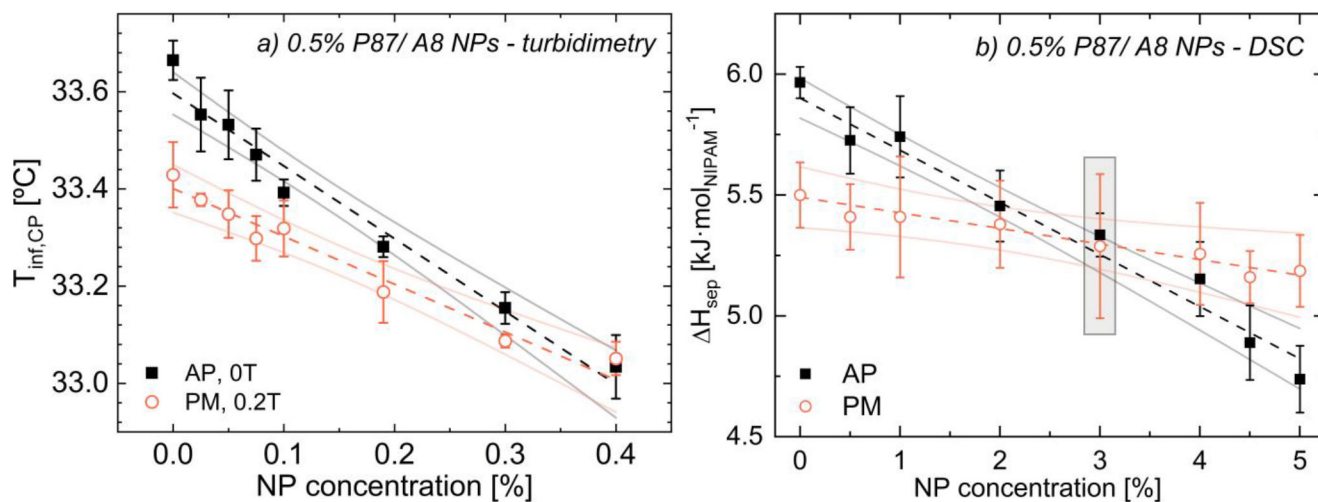 a) 0.5% P87/ A8 NPs - turbidimetry
T_inf,CP [ºC]
33.6
33.4
33.2
33.0
AP, 0T
PM, 0.2T
0.0 0.1 0.2 0.3 0.4
NP concentration [%]
b) 0.5% P87/ A8 NPs - DSC
ΔH_sep [kJ·mol_NIPAM^-1]
6.0
5.5
5.0
4.5
AP
PM
0 1 2 3 4 5
NP concentration [%]